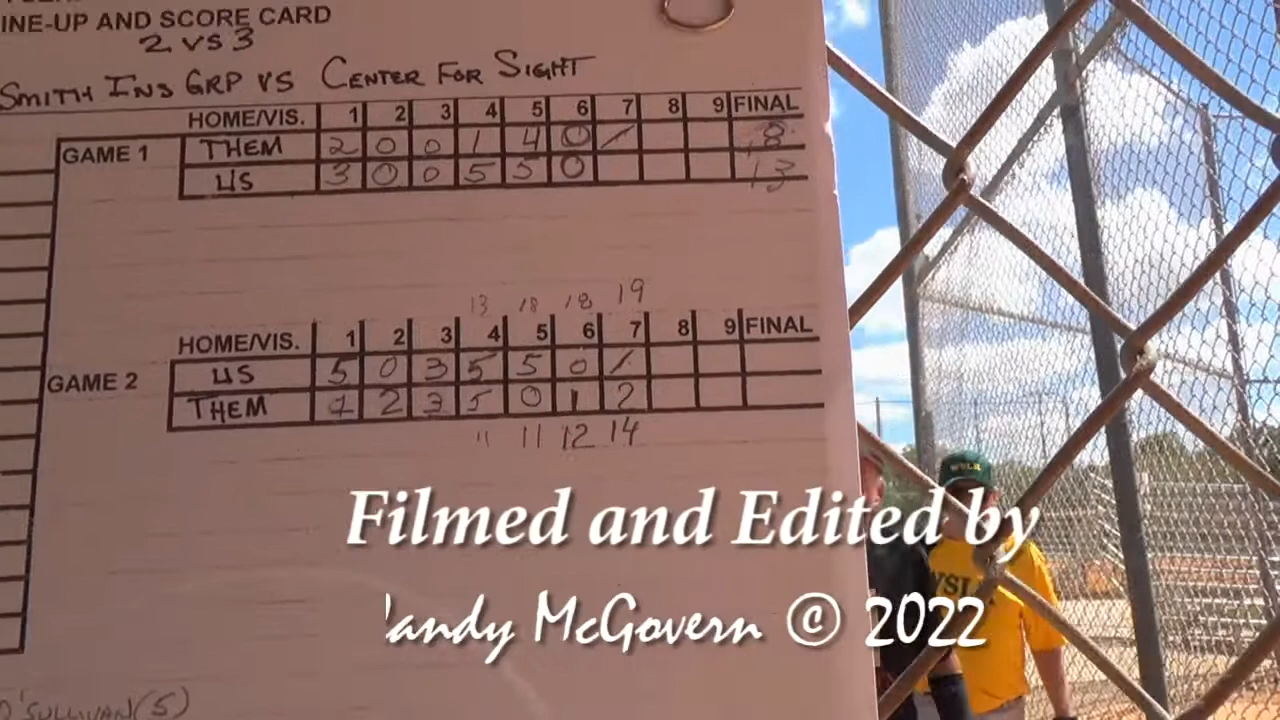 INE-UP AND SCORE CARD
2 VS 3
SMITH INS GRP VS CENTER FOR SIGHT
HOME/VIS. 1 2 3 4 5 6 7 8 9 FINAL
GAME 1
THEM 2 0 0 1 4 0 / 8
US 3 0 0 5 5 0 13
13 18 18 19
HOME/VIS. 1 2 3 4 5 6 7 8 9 FINAL
GAME 2
US 5 0 3 5 5 0 1
THEM 1 2 3 5 0 1 2
11 11 12 14
WSLR
WSL
Filmed and Edited by
andy McGovern © 2022
O'SULLIVAN (5)